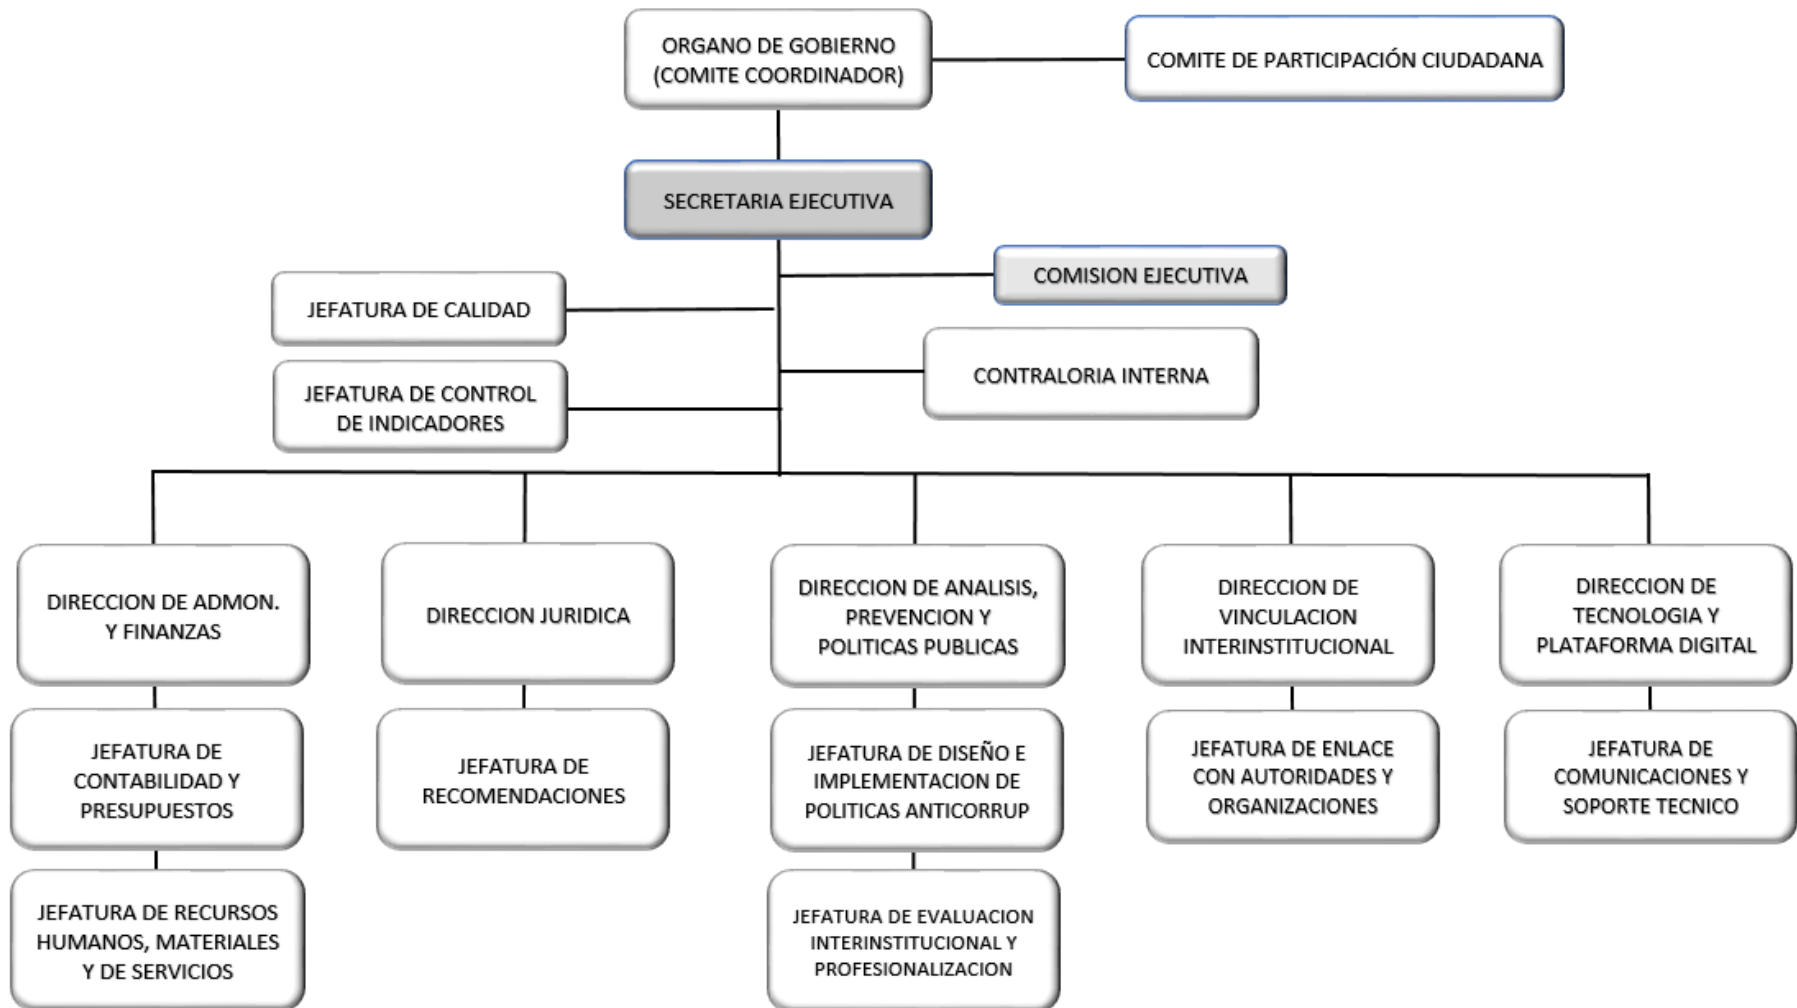 ORGANO DE GOBIERNO
(COMITE COORDINADOR)
COMITE DE PARTICIPACIÓN CIUDADANA
SECRETARIA EJECUTIVA
COMISION EJECUTIVA
JEFATURA DE CALIDAD
CONTRALORIA INTERNA
JEFATURA DE CONTROL
DE INDICADORES
DIRECCION DE ADMON.
Y FINANZAS
DIRECCION JURIDICA
DIRECCION DE ANALISIS,
PREVENCION Y
POLITICAS PUBLICAS
DIRECCION DE
VINCULACION
INTERINSTITUCIONAL
DIRECCION DE
TECNOLOGIA Y
PLATAFORMA DIGITAL
JEFATURA DE
CONTABILIDAD Y
PRESUPUESTOS
JEFATURA DE
RECOMENDACIONES
JEFATURA DE DISEÑO E
IMPLEMENTACION DE
POLITICAS ANTICORRUP
JEFATURA DE ENLACE
CON AUTORIDADES Y
ORGANIZACIONES
JEFATURA DE
COMUNICACIONES Y
SOPORTE TECNICO
JEFATURA DE RECURSOS
HUMANOS, MATERIALES
Y DE SERVICIOS
JEFATURA DE EVALUACION
INTERINSTITUCIONAL Y
PROFESIONALIZACION